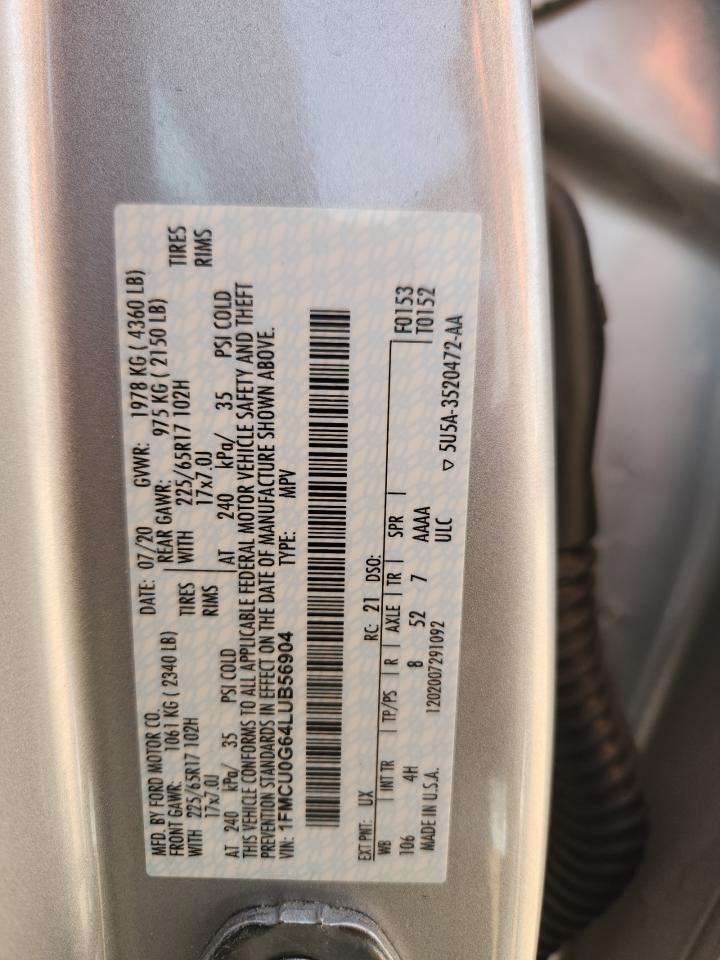 MFD. BY FORD MOTOR CO.
DATE: 07/20 GVWR: 1978 KG ( 4360 LB)
FRONT GAWR: 1061 KG ( 2340 LB) REAR GAWR: 975 KG ( 2150 LB)
WITH 225/65R17 102H TIRES WITH 225/65R17 102H TIRES
17x7.0J RIMS 17x7.0J RIMS
AT 240 kPa/ 35 PSI COLD AT 240 kPa/ 35 PSI COLD
THIS VEHICLE CONFORMS TO ALL APPLICABLE FEDERAL MOTOR VEHICLE SAFETY AND THEFT
PREVENTION STANDARDS IN EFFECT ON THE DATE OF MANUFACTURE SHOWN ABOVE.
VIN: 1FMCU0G64LUB56904 TYPE: MPV
EXT PNT: UX RC: 21 DSO:
WB INT TR TP/PS R AXLE TR SPR
106 4H 8 52 7 AAAA F0153
ULC T0152
MADE IN U.S.A. 1202007291092 ▽ 5U5A-3520472-AA